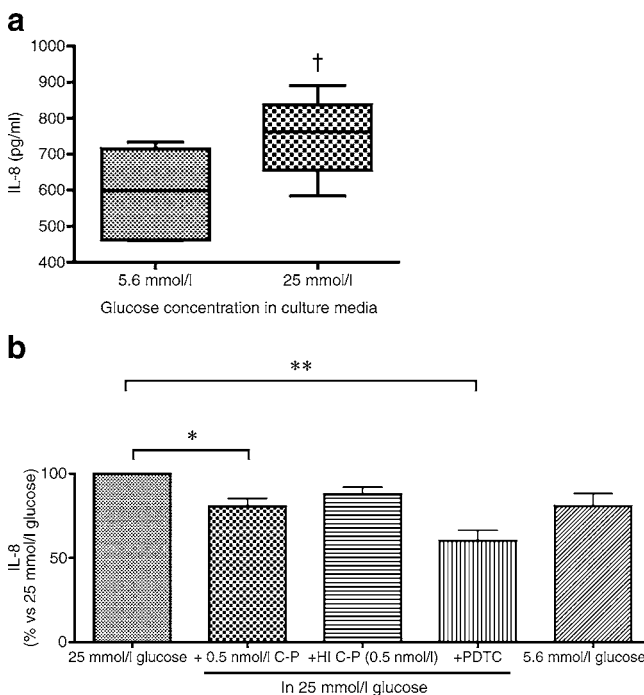 a
1000
†
900
800
700
600
500
400
IL-8 (pg/ml)
5.6 mmol/l 25 mmol/l
Glucose concentration in culture media
b
**
*
100
50
0
IL-8
(% vs 25 mmol/l glucose)
25 mmol/l glucose + 0.5 nmol/l C-P +HI C-P (0.5 nmol/l) +PDTC 5.6 mmol/l glucose
In 25 mmol/l glucose